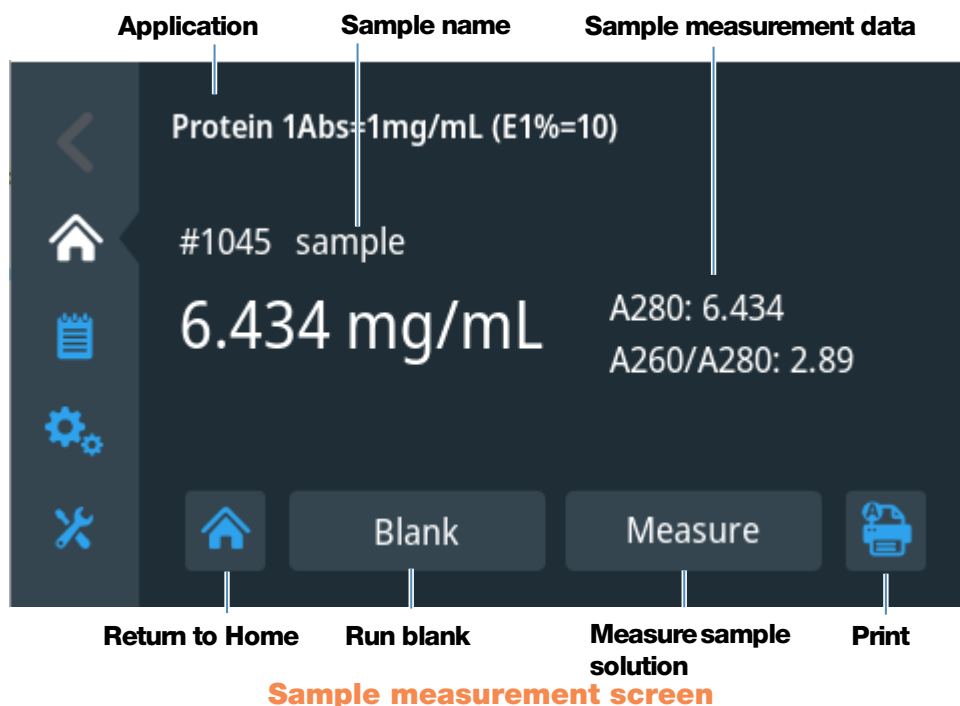 Application Sample name Sample measurement data
Protein 1Abs=1mg/mL (E1%=10)
#1045 sample
6.434 mg/mL
A280: 6.434
A260/A280: 2.89
Blank Measure
A
Return to Home Run blank Measure sample Print
solution
Sample measurement screen